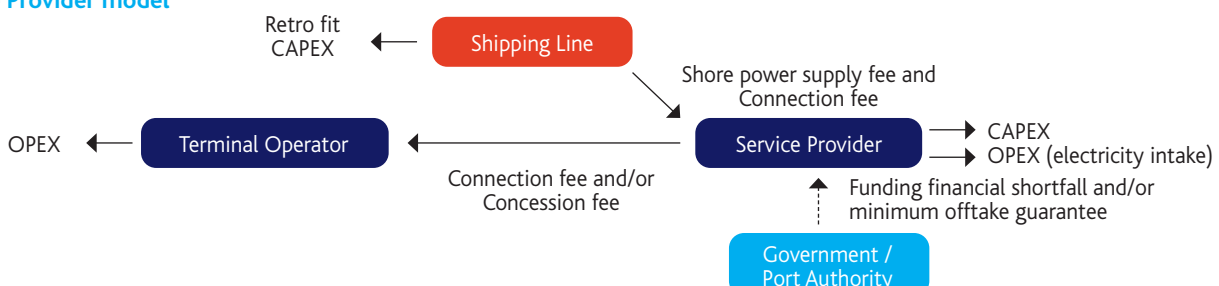 Provider model
Retro fit
CAPEX
Shipping Line
Shore power supply fee and
Connection fee
OPEX
Terminal Operator
Service Provider
CAPEX
OPEX (electricity intake)
Connection fee and/or
Concession fee
Funding financial shortfall and/or
minimum offtake guarantee
Government /
Port Authority